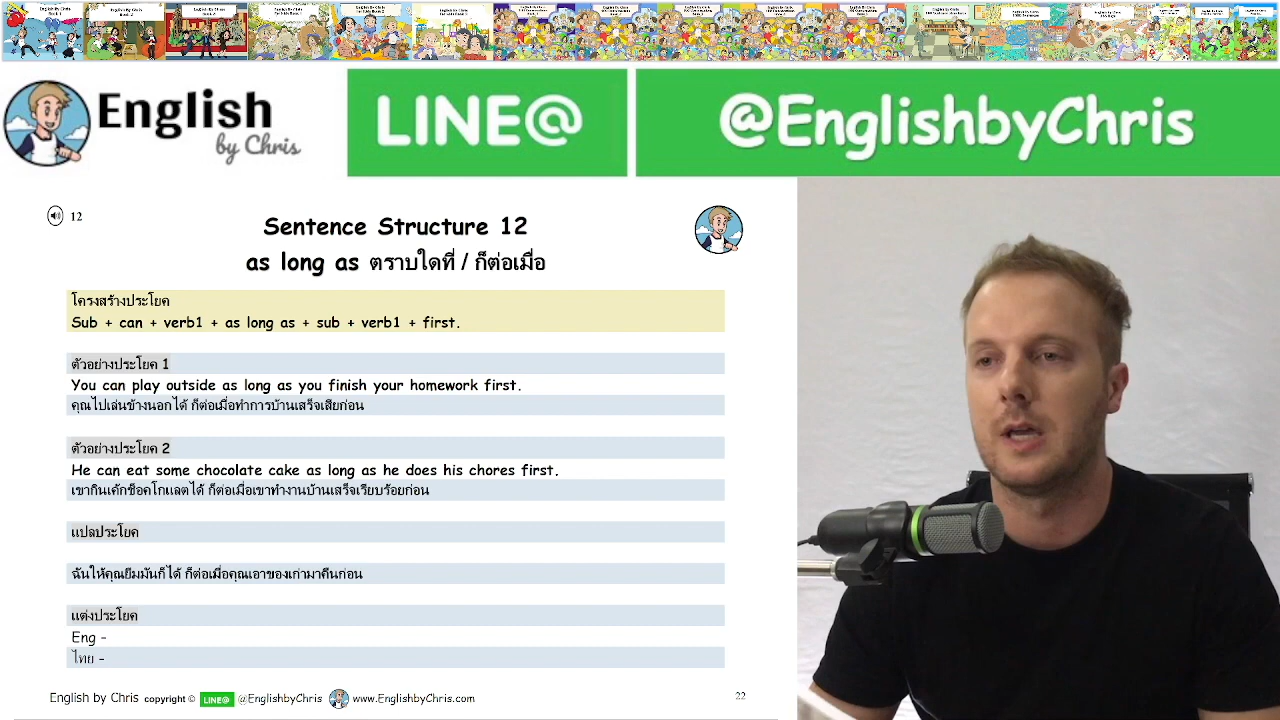 English
by Chris
LINE@
@EnglishbyChris
12
Sentence Structure 12
as long as ตราบใดที่ / ก็ต่อเมื่อ
โครงสร้างประโยค
Sub + can + verb1 + as long as + sub + verb1 + first.
ตัวอย่างประโยค 1
You can play outside as long as you finish your homework first.
คุณไปเล่นข้างนอกได้ ก็ต่อเมื่อทำการบ้านเสร็จเสียก่อน
ตัวอย่างประโยค 2
He can eat some chocolate cake as long as he does his chores first.
เขากินเค้กช็อคโกแลตได้ ก็ต่อเมื่อเขาทำงานบ้านเสร็จเรียบร้อยก่อน
แปลประโยค
ฉันให้คุณยืมมันก็ได้ ก็ต่อเมื่อคุณเอาของเก่ามาคืนก่อน
แต่งประโยค
Eng -
ไทย -
English by Chris copyright © LINE@ @EnglishbyChris www.EnglishbyChris.com
22